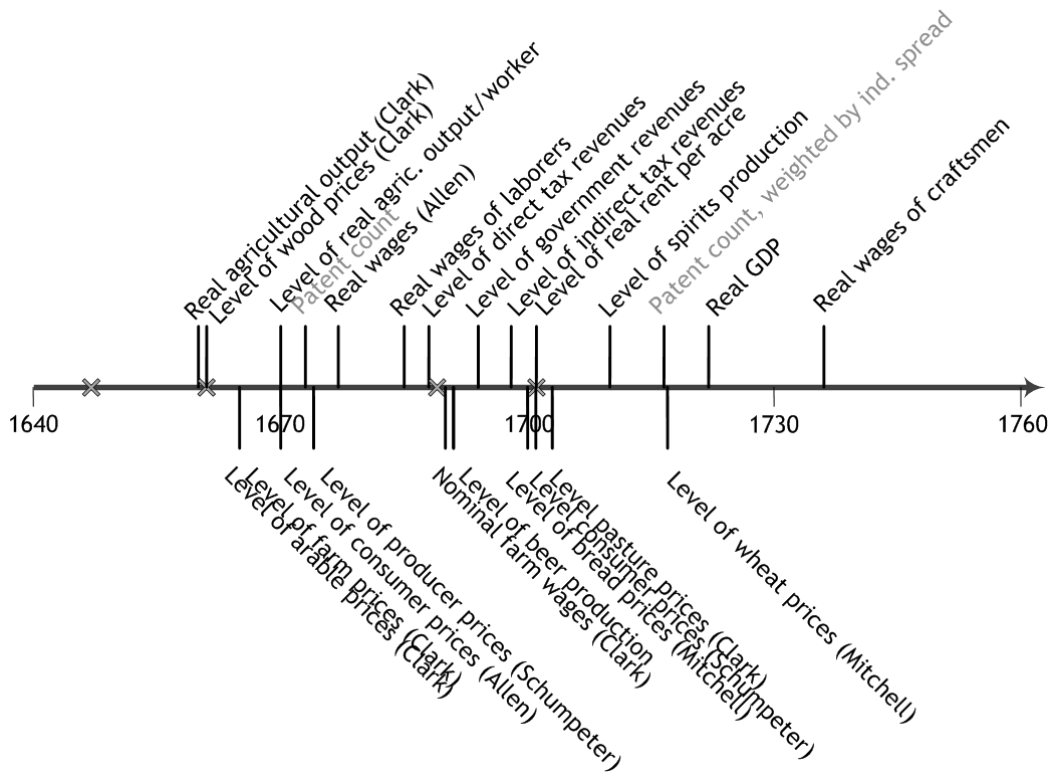 Real agricultural output (Clark)
Level of wood prices (Clark)
Level of real agric. output/worker
Patent count
Real wages (Allen)
Real wages of laborers
Level of direct tax revenues
Level of government revenues
Level of indirect tax revenues
Level of real rent per acre
Level of spirits production
Patent count, weighted by ind. spread
Real GDP
Real wages of craftsmen
1640
1670
1700
1730
1760
Level of arable prices (Clark)
Level of farm prices (Clark)
Level of consumer prices (Allen)
Level of producer prices (Schumpeter)
Nominal farm wages (Clark)
Level of beer production
Level of bread prices (Mitchell)
Level consumer prices (Schumpeter)
Level pasture prices (Clark)
Level of wheat prices (Mitchell)